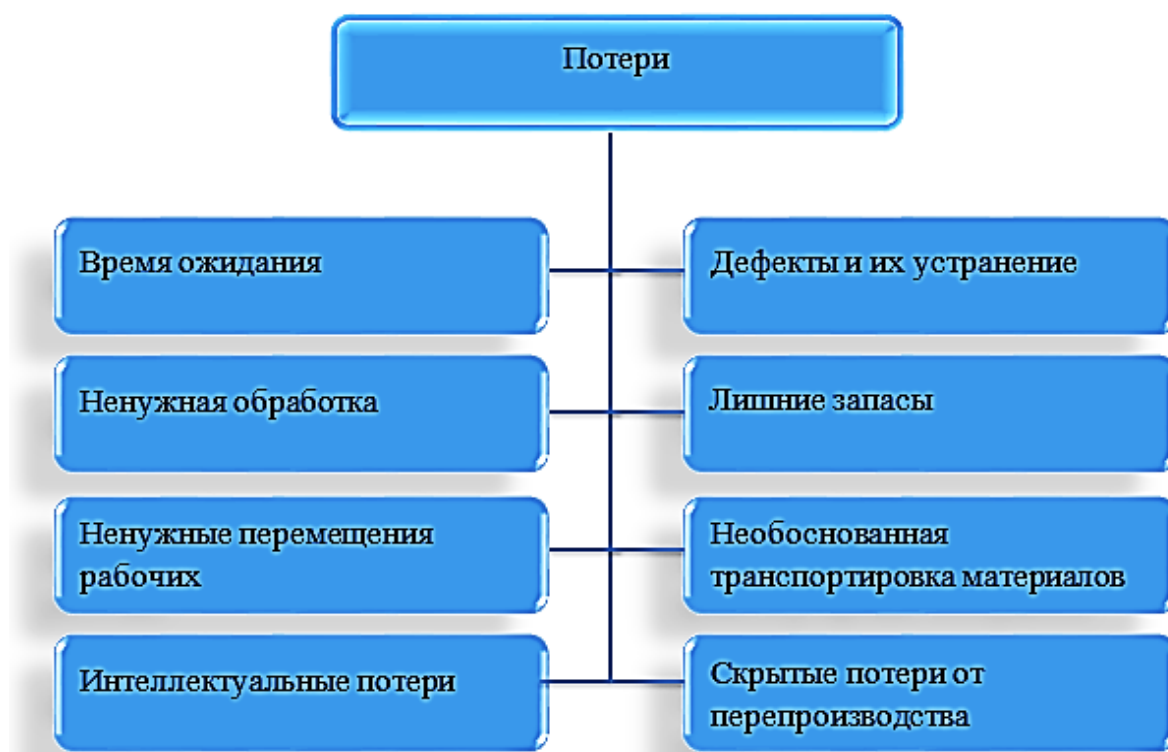 Потери
Время ожидания
Дефекты и их устранение
Ненужная обработка
Лишние запасы
Ненужные перемещения
рабочих
Необоснованная
транспортировка материалов
Интеллектуальные потери
Скрытые потери от
перепроизводства